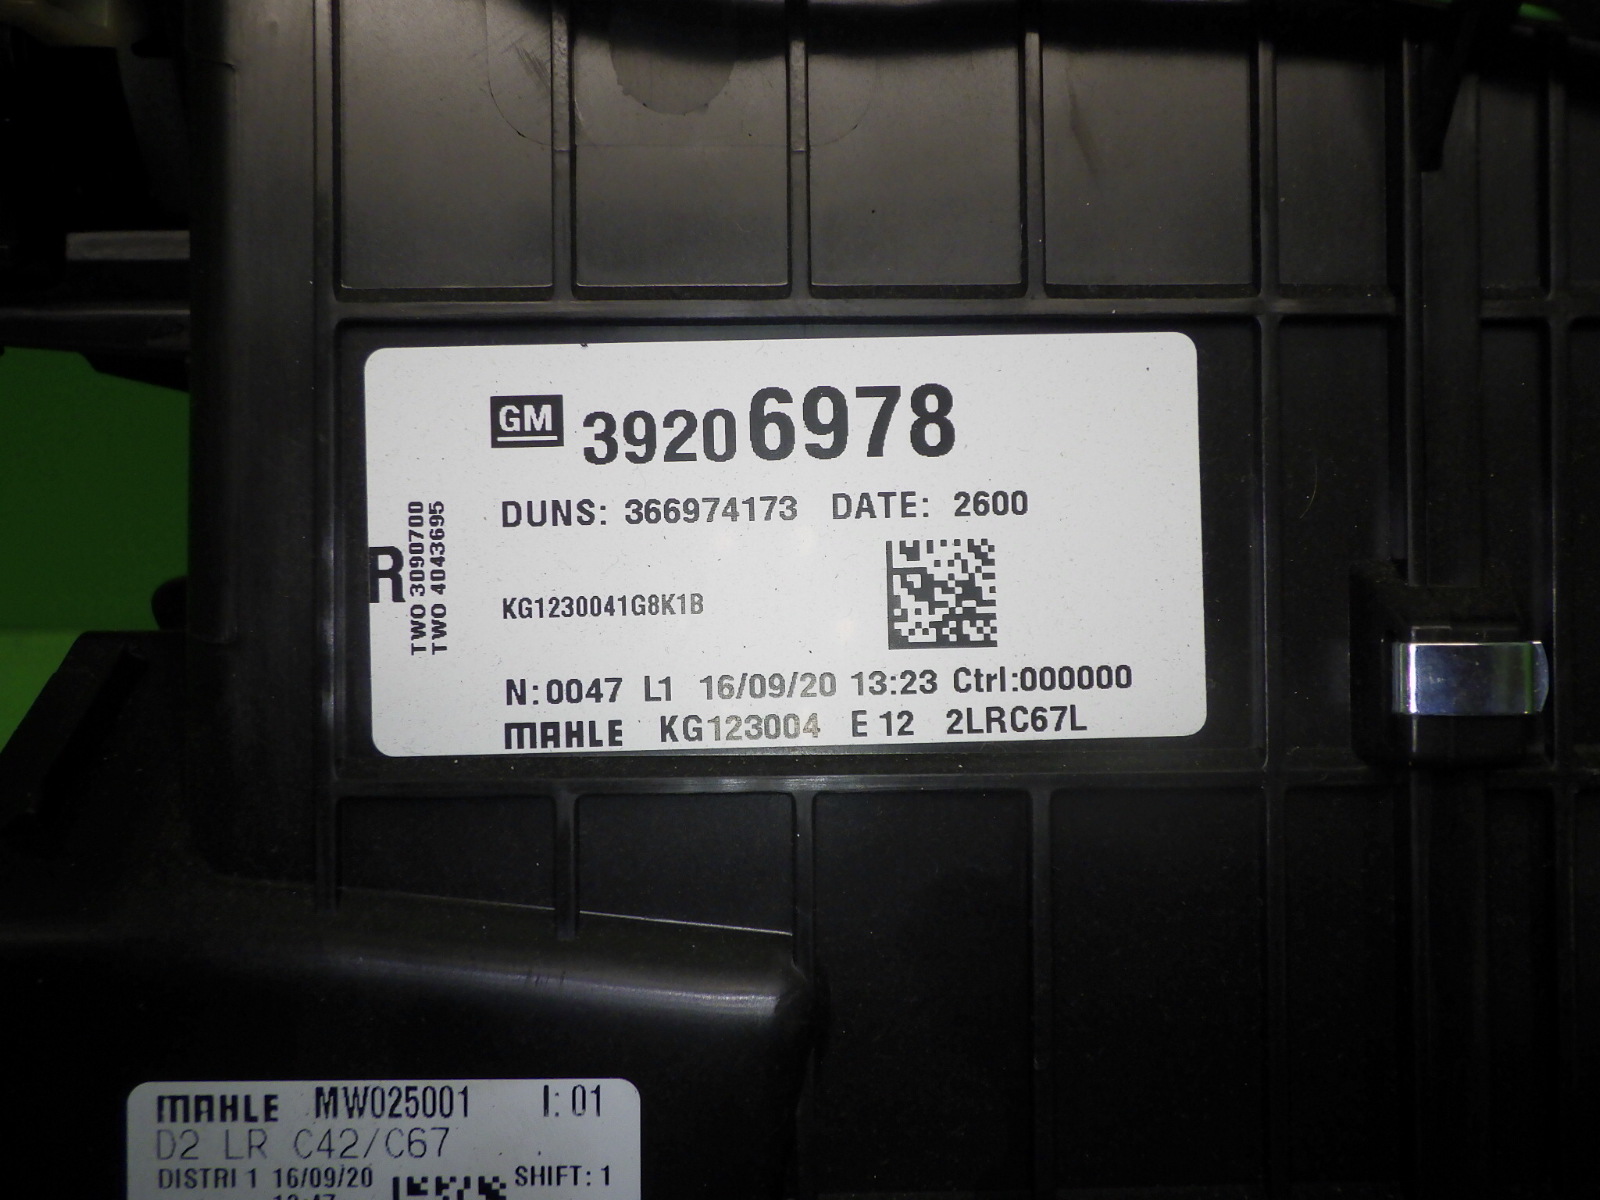 GM 39206978
DUNS: 366974173 DATE: 2600
R
TWO 3090700
TWO 4043695
KG1230041G8K1B
N:0047 L1 16/09/20 13:23 Ctrl:000000
MAHLE KG123004 E 12 2LRC67L
MAHLE MW025001 I: 01
D2 LR C42/C67
DISTRI 1 16/09/20 SHIFT: 1